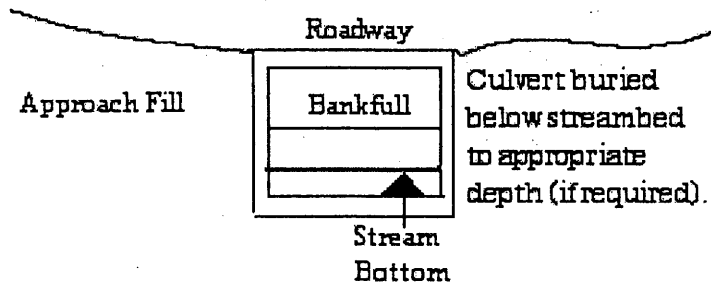 Roadway
Approach Fill
Bankfull
Culvert buried
below streambed
to appropriate
depth (if required).
Stream
Bottom